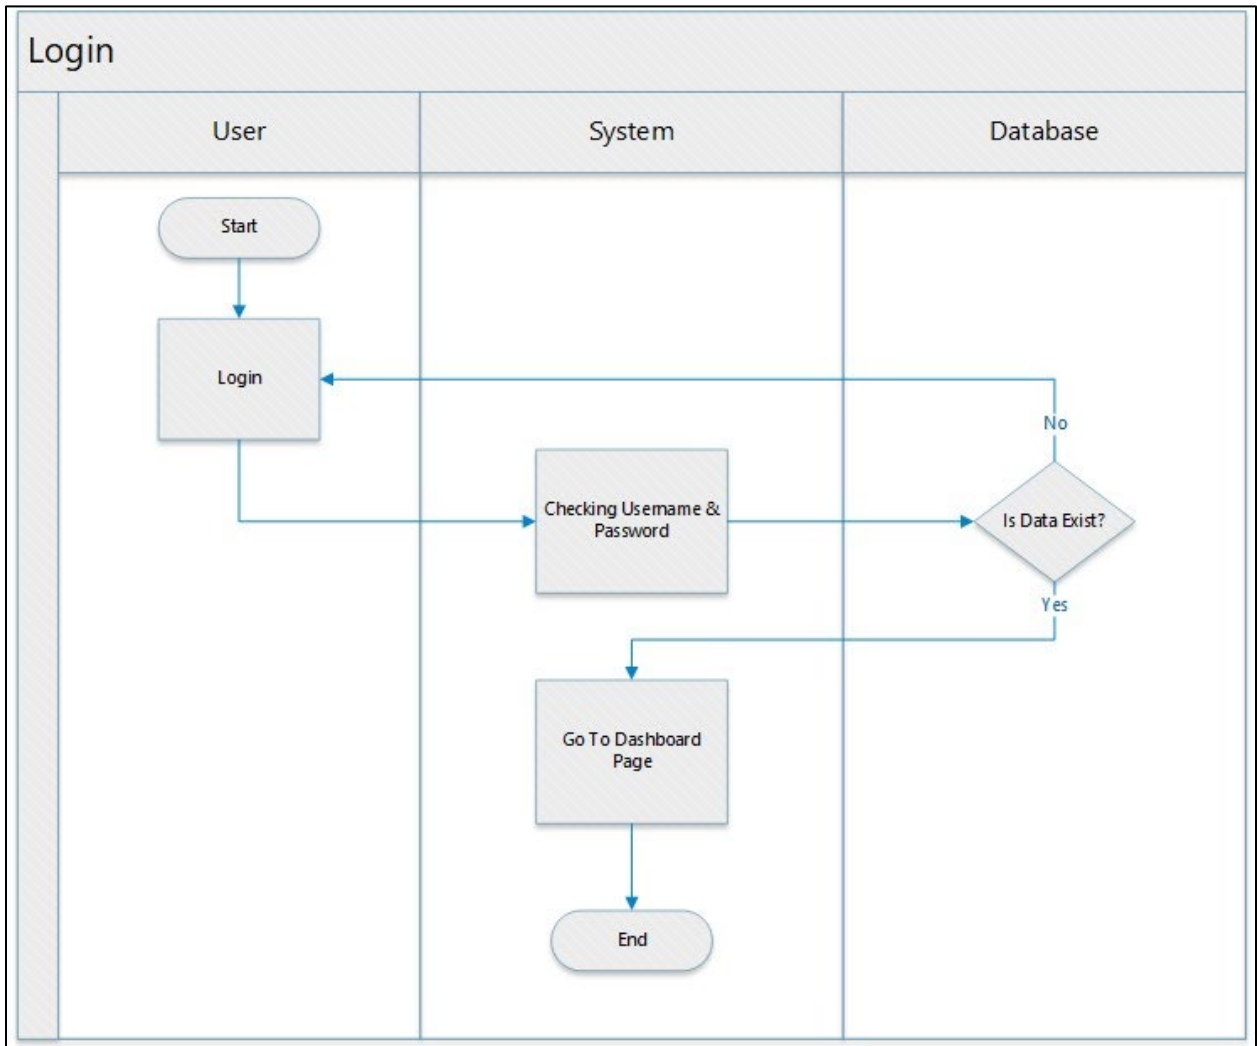 Login
User
System
Database
Start
Login
No
Checking Username &
Password
Is Data Exist?
Yes
Go To Dashboard
Page
End